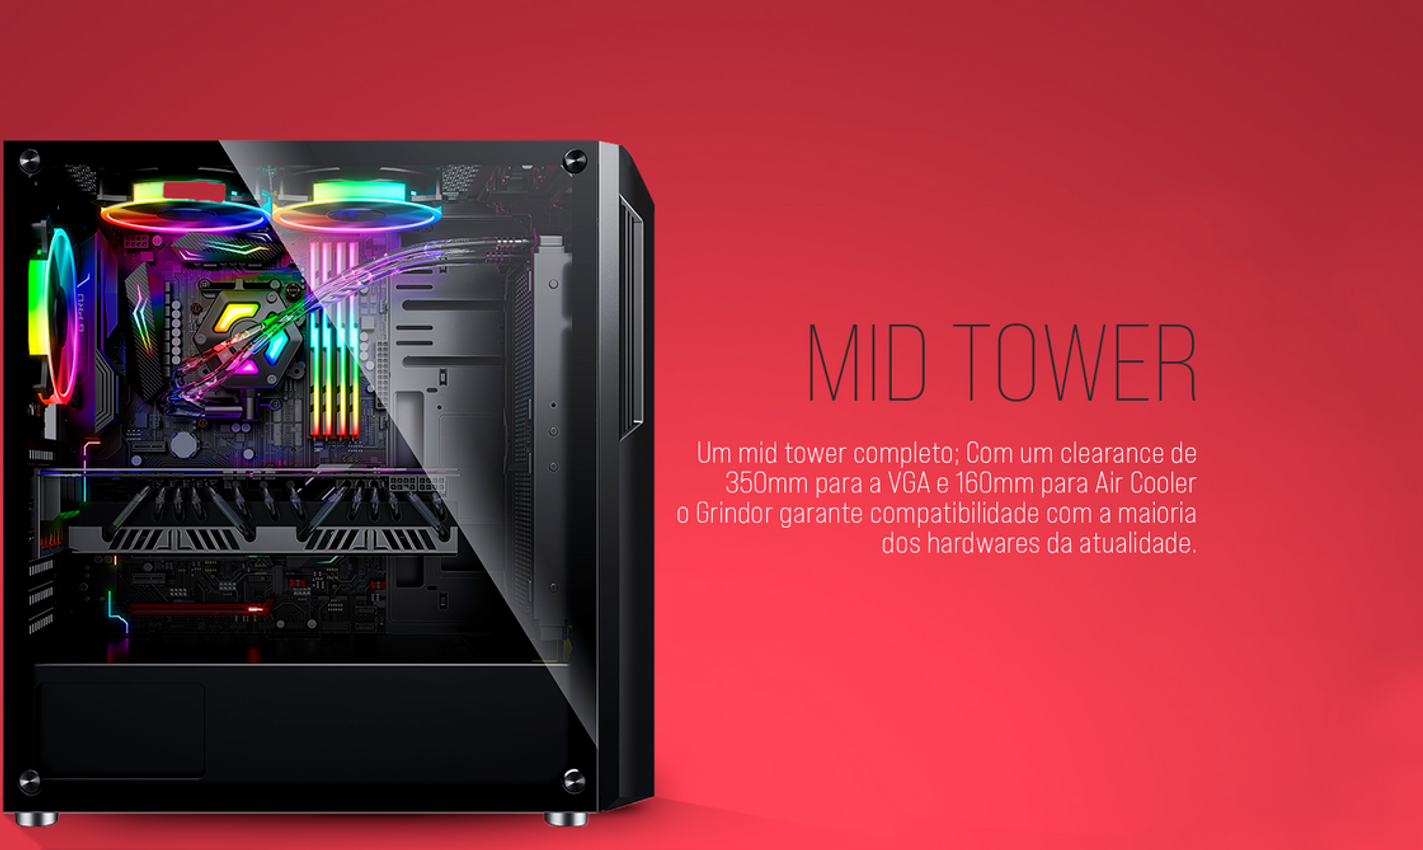 MID TOWER
Um mid tower completo; Com um clearance de
350mm para a VGA e 160mm para Air Cooler
o Grindor garante compatibilidade com a maioria
dos hardwares da atualidade.